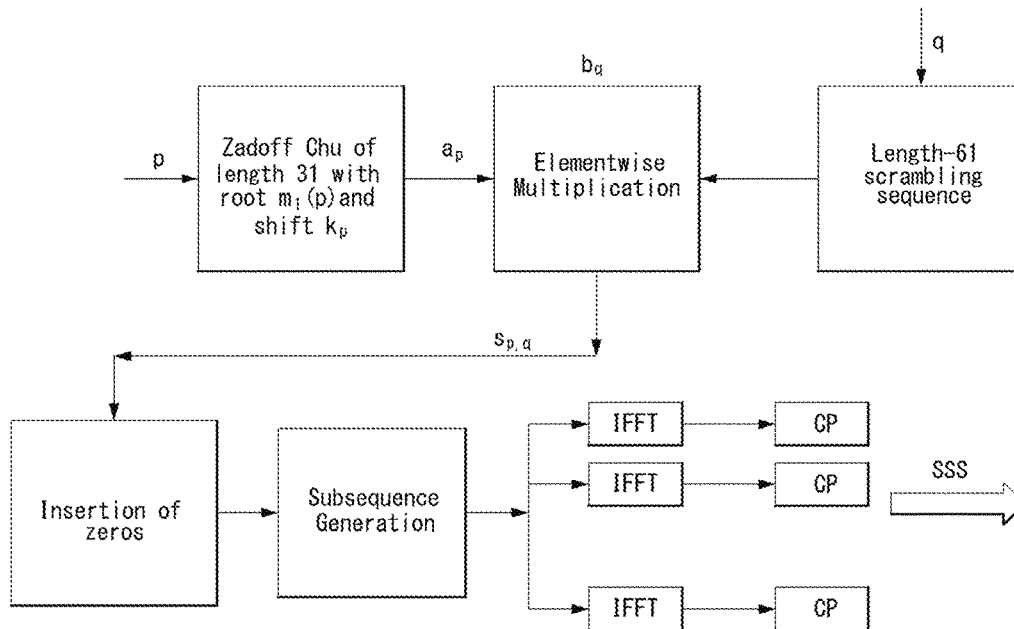 q
b_q
p
Zadoff Chu of
length 31 with
root m_i(p)and
shift k_p
a_p
Elementwise
Multiplication
Length-61
scrambling
sequence
s_p,q
Insertion of
zeros
Subsequence
Generation
IFFT
CP
IFFT
CP
SSS
IFFT
CP